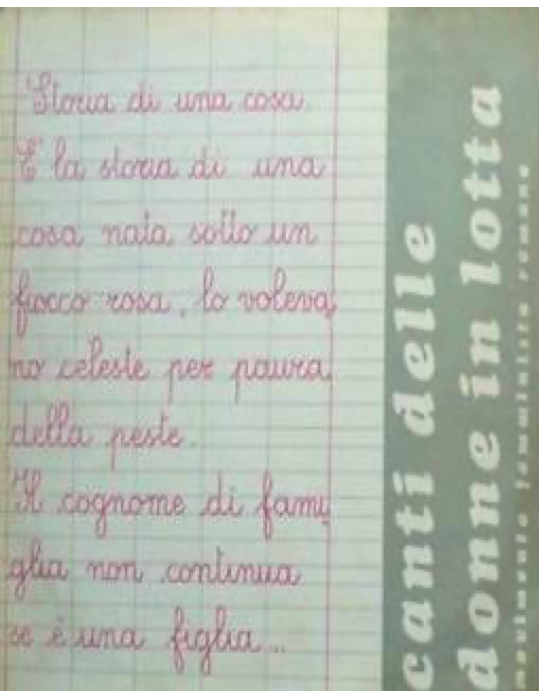 Storia di una cosa.
È la storia di una
cosa nata sotto un
fiocco rosa, lo voleva
no celeste per paura
della peste.
Il cognome di fami
glia non continua
se è una figlia...
canti delle
donne in lotta
movimento femminista romano